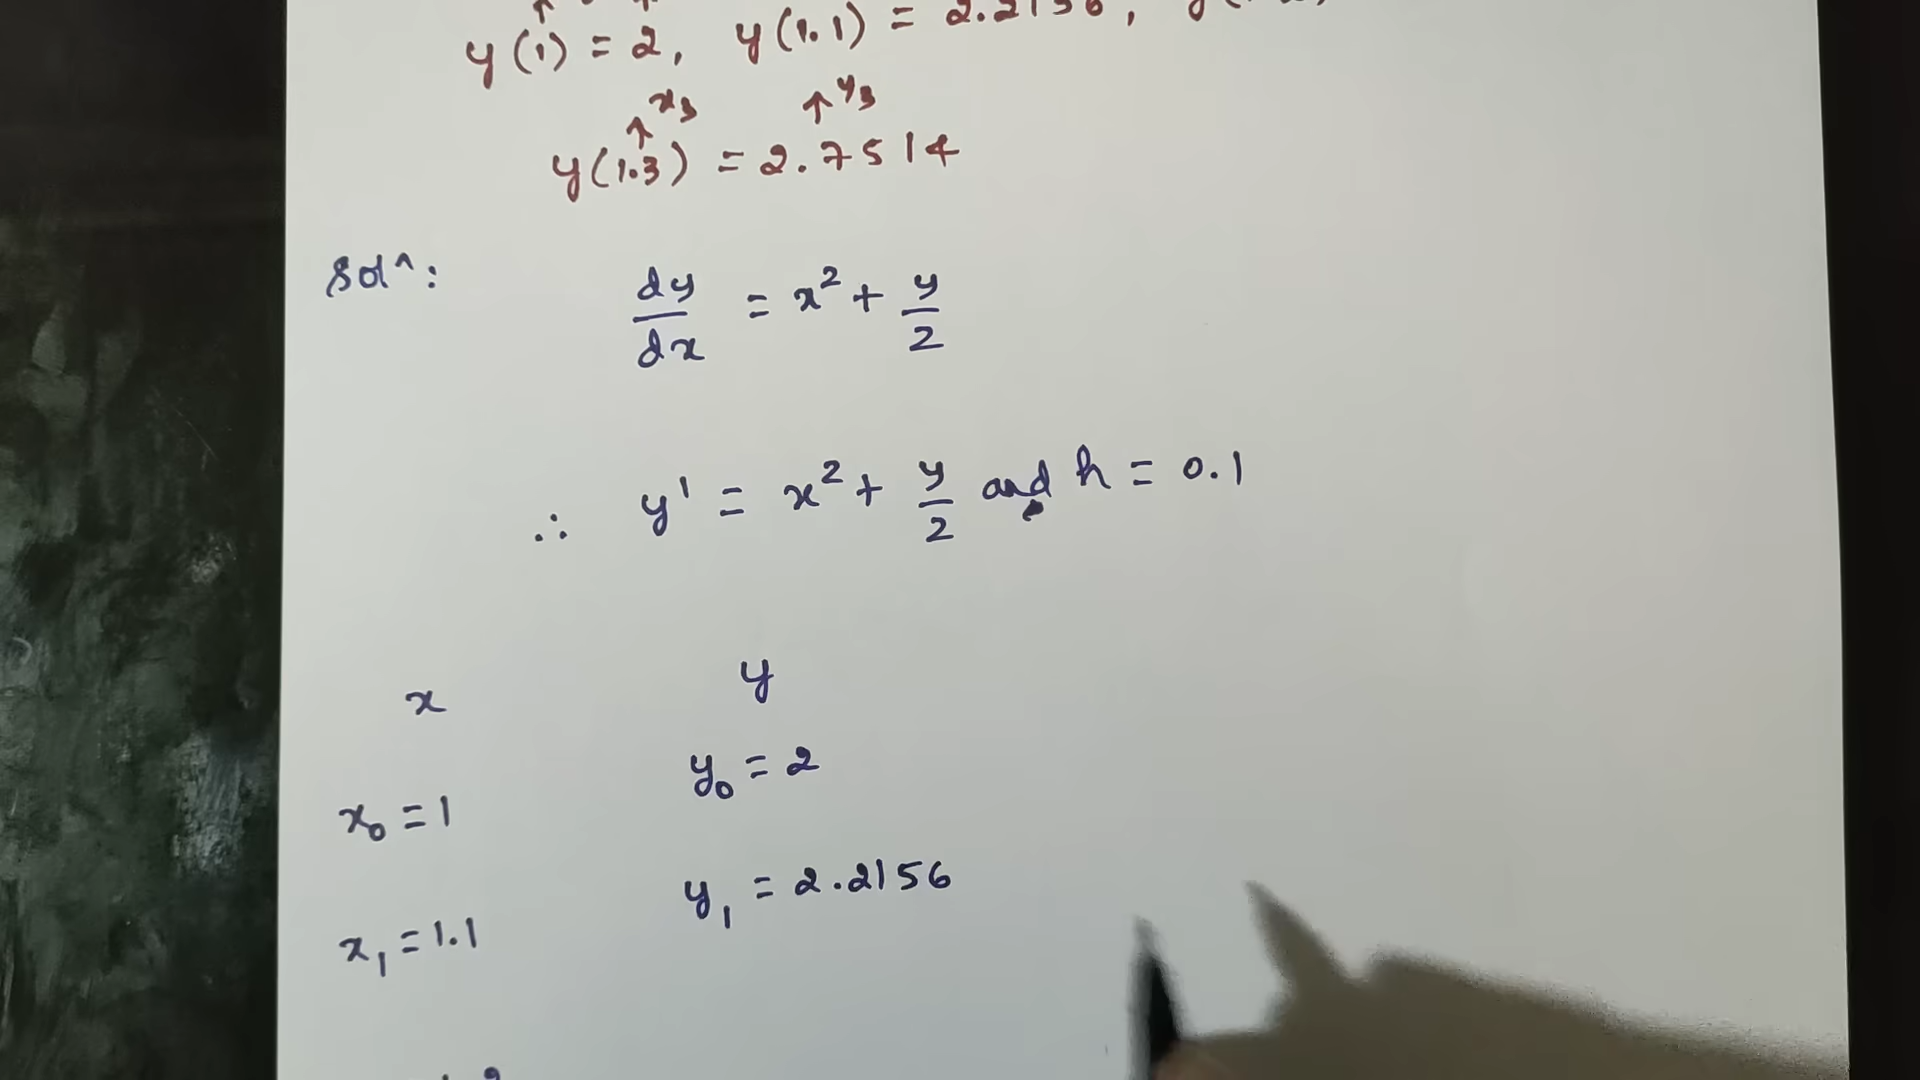 y(1) = 2, y(1.1) = 2.2156,
x₃ y₃
y(1.3) = 2.7514
Solⁿ:
dy/dx = x² + y/2
∴ y' = x² + y/2 and h = 0.1
x y
x₀ = 1 y₀ = 2
x₁ = 1.1 y₁ = 2.2156